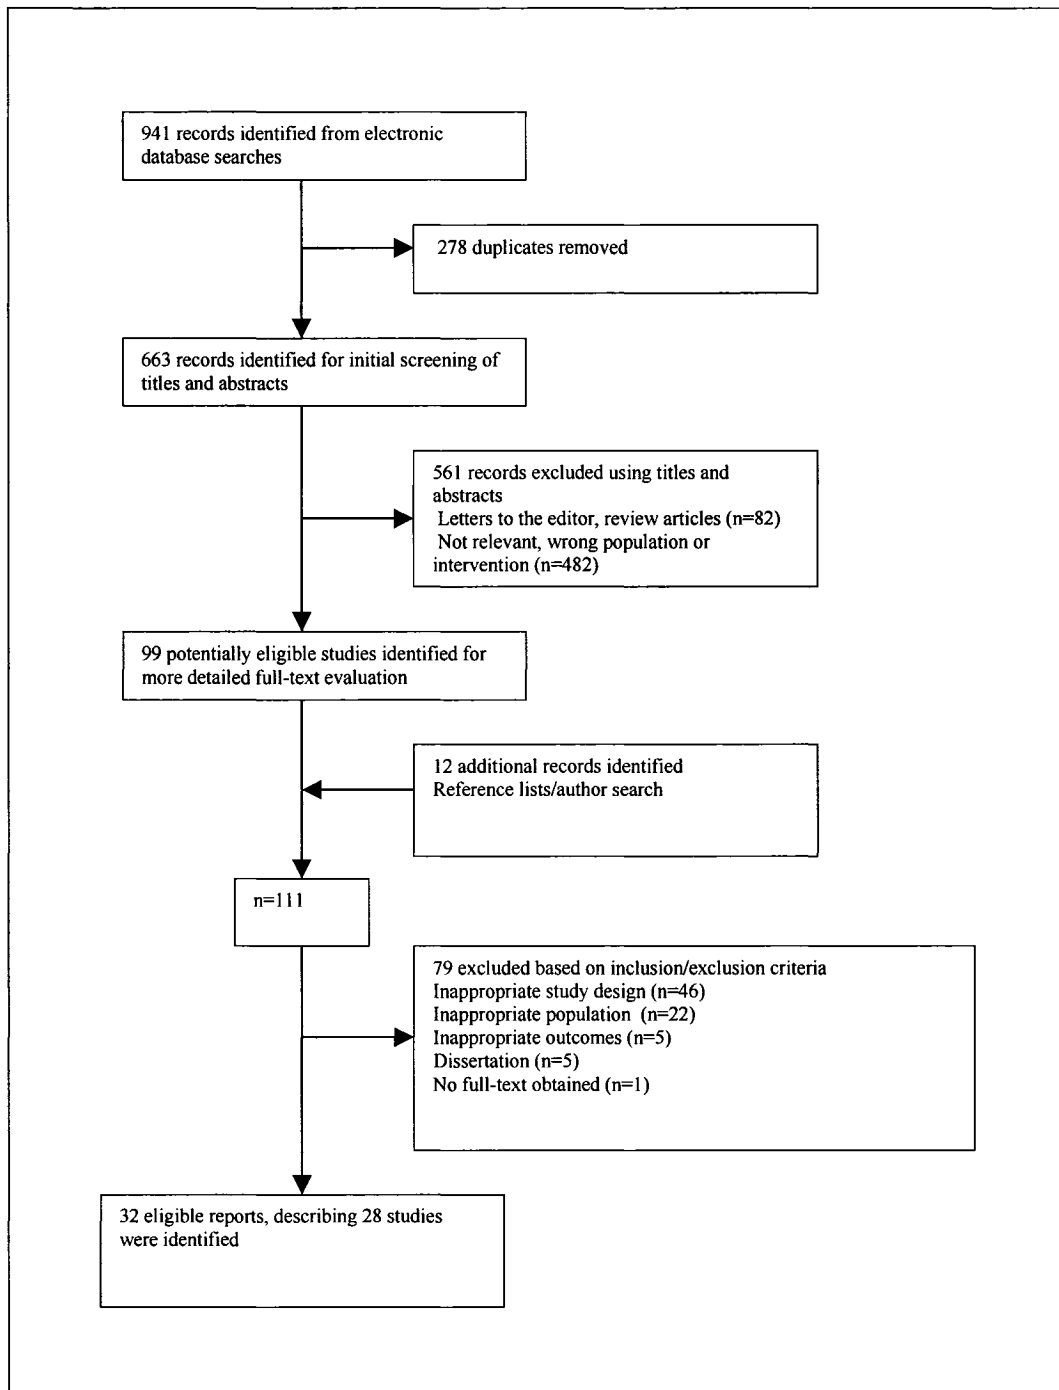 941 records identified from electronic
database searches
278 duplicates removed
663 records identified for initial screening of
titles and abstracts
561 records excluded using titles and
abstracts
Letters to the editor, review articles (n=82)
Not relevant, wrong population or
intervention (n=482)
99 potentially eligible studies identified for
more detailed full-text evaluation
12 additional records identified
Reference lists/author search
n=111
79 excluded based on inclusion/exclusion criteria
Inappropriate study design (n=46)
Inappropriate population (n=22)
Inappropriate outcomes (n=5)
Dissertation (n=5)
No full-text obtained (n=1)
32 eligible reports, describing 28 studies
were identified